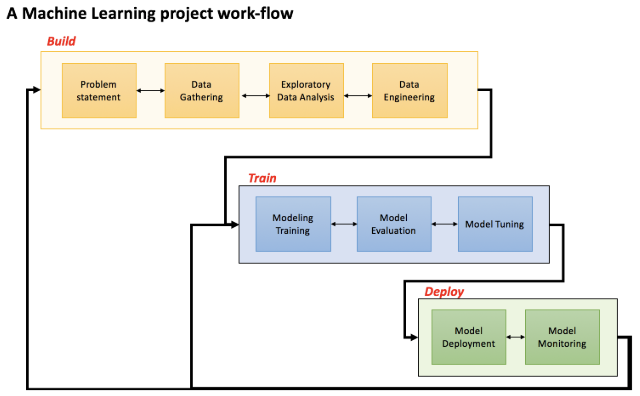 A Machine Learning project work-flow
Build
Problem
statement
Data
Gathering
Exploratory
Data Analysis
Data
Engineering
Train
Modeling
Training
Model
Evaluation
Model Tuning
Deploy
Model
Deployment
Model
Monitoring